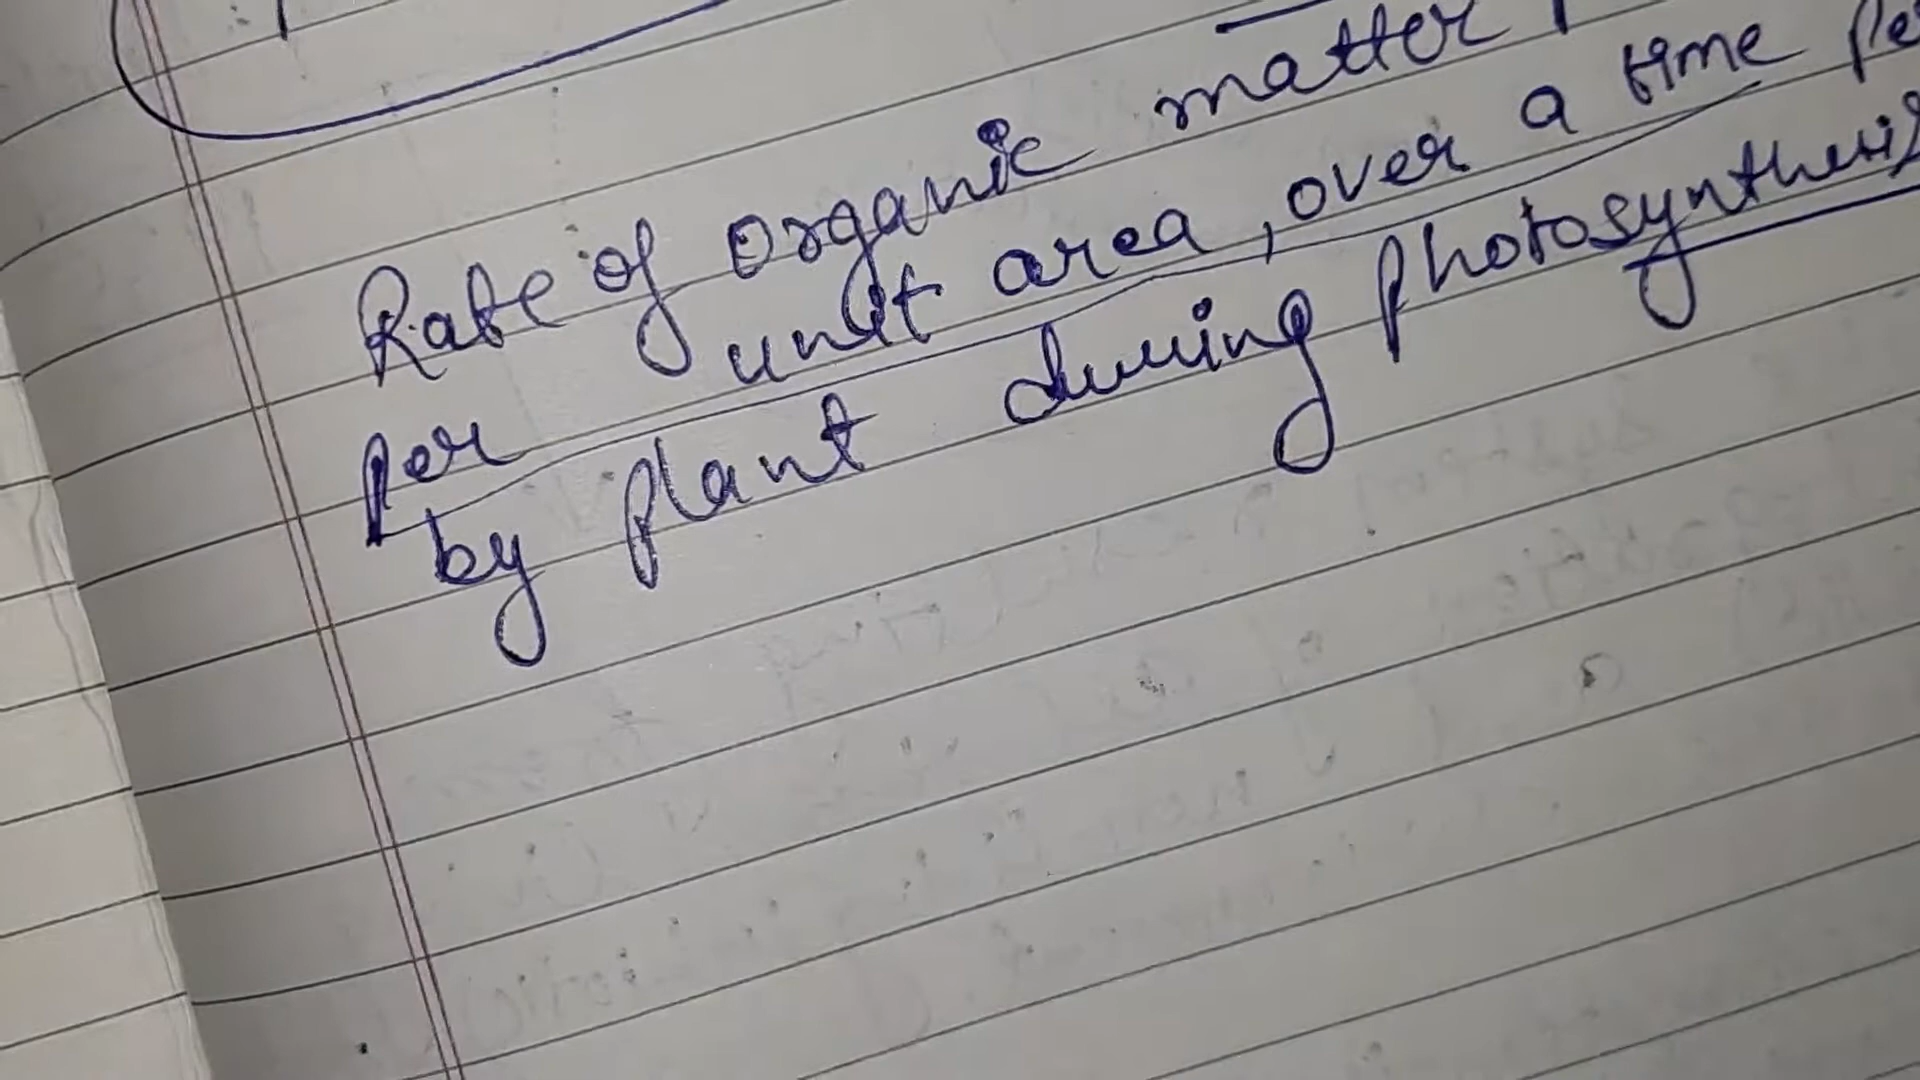 Rate of organic matter
per unit area, over a time
by plant during photosynthesis